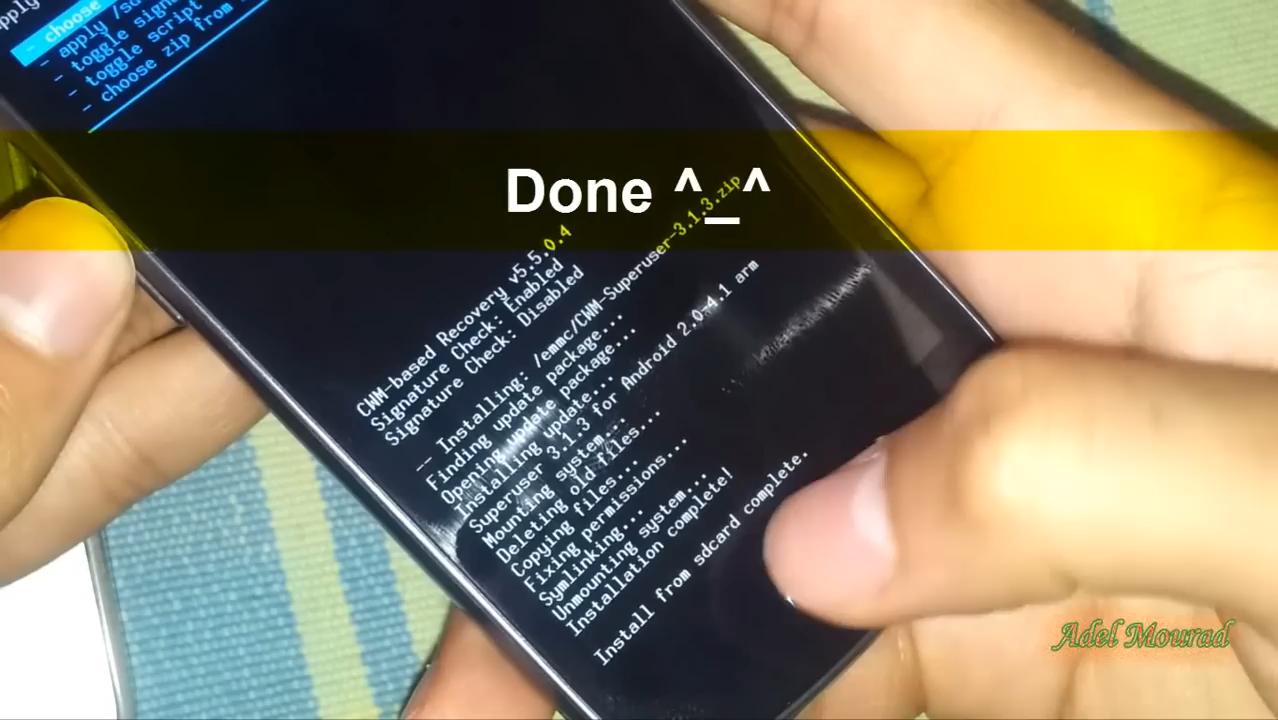 apply
- choose
- apply
- toggle
- toggle script
- choose zip from
Done ^_^
CWM-based Recovery v5.5.0.4
Signature Check: Enabled
Signature Check: Disabled
-- Installing: /emmc/CWM-Superuser-3.1.3.zip
Finding update package...
Opening update package...
Installing update...
Superuser 3.1.3 for Android 2.0-4.1 arm
Mounting system...
Deleting old files...
Copying files...
Fixing permissions...
Symlinking...
Unmounting system...
Installation complete!
Install from sdcard complete.
Adel Mourad